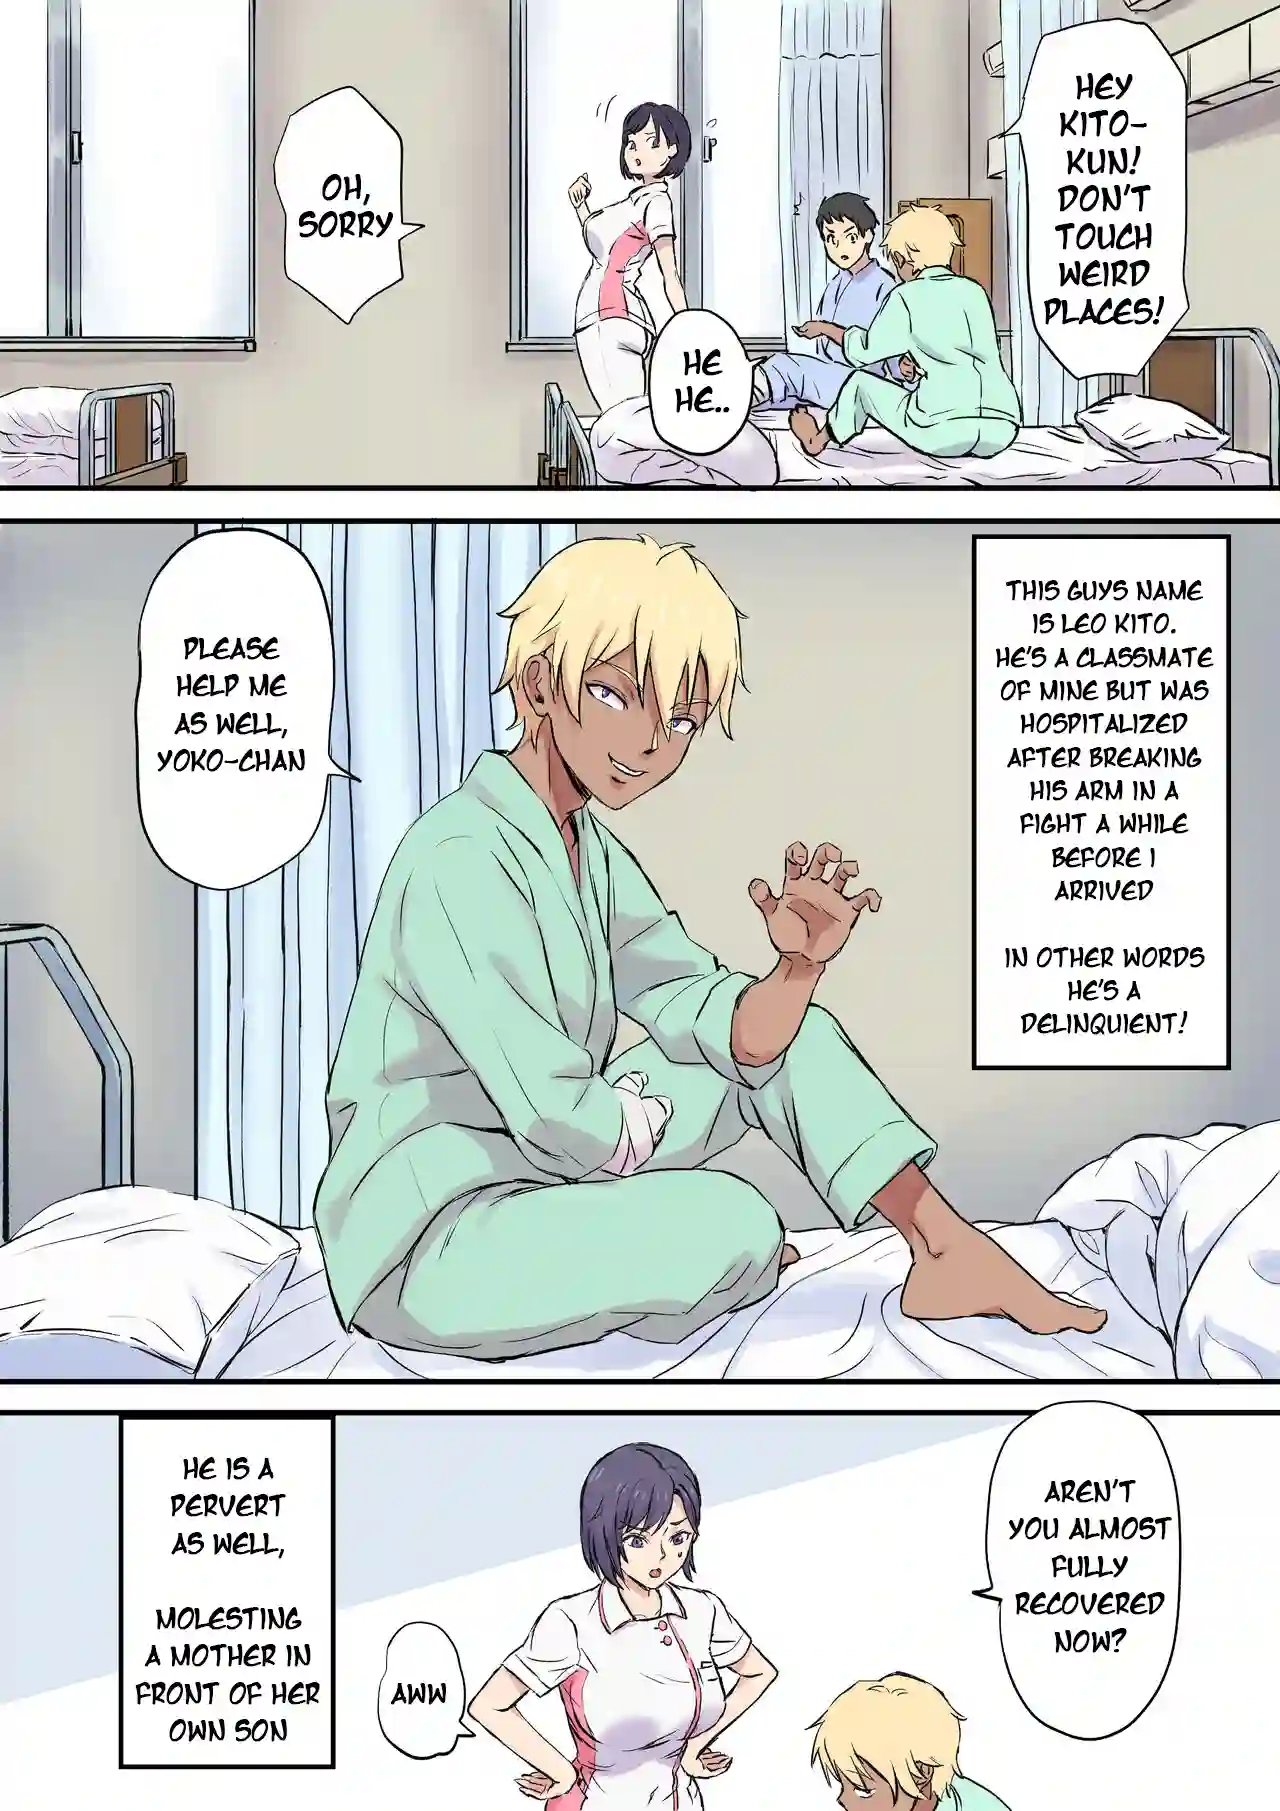 HEY
KITO-
KUN!
DON'T
TOUCH
WEIRD
PLACES!
OH,
SORRY
HE
HE..
THIS GUYS NAME
IS LEO KITO.
HE'S A CLASSMATE
OF MINE BUT WAS
HOSPITALIZED
AFTER BREAKING
HIS ARM IN A
FIGHT A WHILE
BEFORE I
ARRIVED
IN OTHER WORDS
HE'S A
DELINQUIENT!
PLEASE
HELP ME
AS WELL,
YOKO-CHAN
AREN'T
YOU ALMOST
FULLY
RECOVERED
NOW?
AWW
HE IS A
PERVERT
AS WELL,
MOLESTING
A MOTHER IN
FRONT OF HER
OWN SON